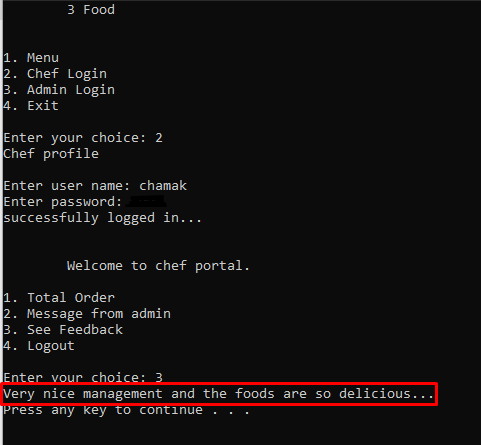 3 Food
1. Menu
2. Chef Login
3. Admin Login
4. Exit
Enter your choice: 2
Chef profile
Enter user name: chamak
Enter password:
successfully logged in...
Welcome to chef portal.
1. Total Order
2. Message from admin
3. See Feedback
4. Logout
Enter your choice: 3
Very nice management and the foods are so delicious...
Press any key to continue . . .